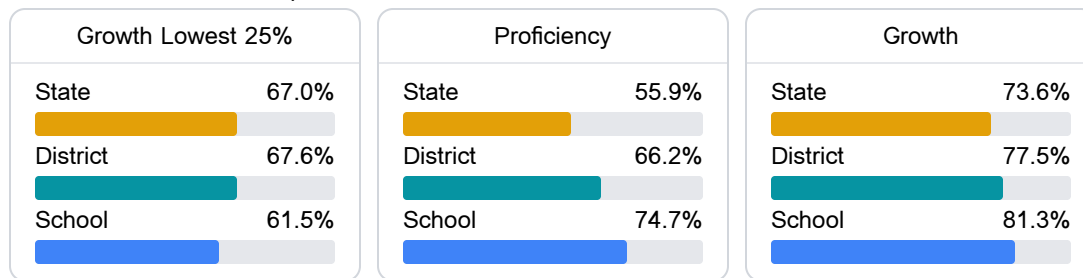 Growth Lowest 25%
State 67.0%
District 67.6%
School 61.5%
Proficiency
State 55.9%
District 66.2%
School 74.7%
Growth
State 73.6%
District 77.5%
School 81.3%